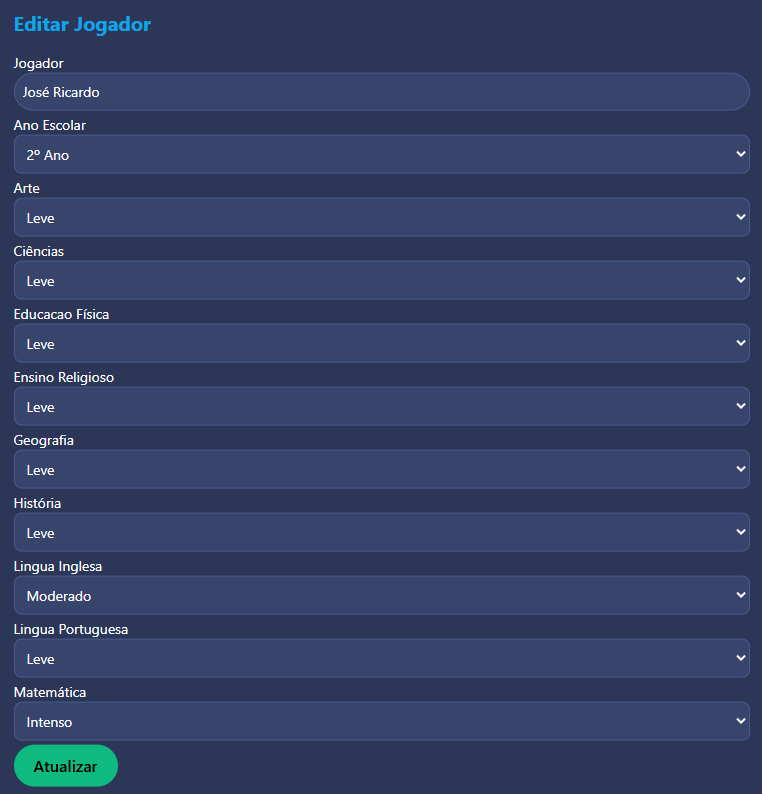 Editar Jogador
Jogador
José Ricardo
Ano Escolar
2º Ano
Arte
Leve
Ciências
Leve
Educacao Física
Leve
Ensino Religioso
Leve
Geografia
Leve
História
Leve
Lingua Inglesa
Moderado
Lingua Portuguesa
Leve
Matemática
Intenso
Atualizar